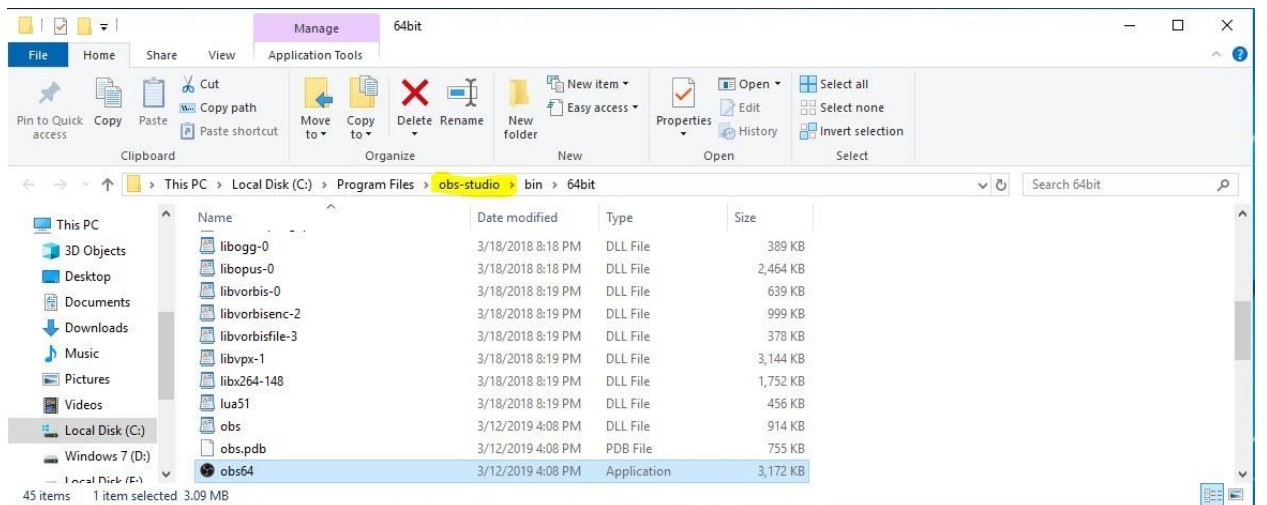 Manage 64bit
File Home Share View Application Tools
Pin to Quick access Copy Paste Cut Copy path Paste shortcut Move to Copy to Delete Rename New folder New item Easy access Properties Open Edit History Select all Select none Invert selection
Clipboard Organize New Open Select
This PC > Local Disk (C:) > Program Files > obs-studio > bin > 64bit Search 64bit
This PC
3D Objects
Desktop
Documents
Downloads
Music
Pictures
Videos
Local Disk (C:)
Windows 7 (D:)
Name Date modified Type Size
libogg-0 3/18/2018 8:18 PM DLL File 389 KB
libopus-0 3/18/2018 8:18 PM DLL File 2,464 KB
libvorbis-0 3/18/2018 8:19 PM DLL File 639 KB
libvorbisenc-2 3/18/2018 8:19 PM DLL File 999 KB
libvorbisfile-3 3/18/2018 8:19 PM DLL File 378 KB
libvpx-1 3/18/2018 8:19 PM DLL File 3,144 KB
libx264-148 3/18/2018 8:19 PM DLL File 1,752 KB
lua51 3/18/2018 8:19 PM DLL File 456 KB
obs 3/12/2019 4:08 PM DLL File 914 KB
obs.pdb 3/12/2019 4:08 PM PDB File 755 KB
obs64 3/12/2019 4:08 PM Application 3,172 KB
45 items 1 item selected 3.09 MB